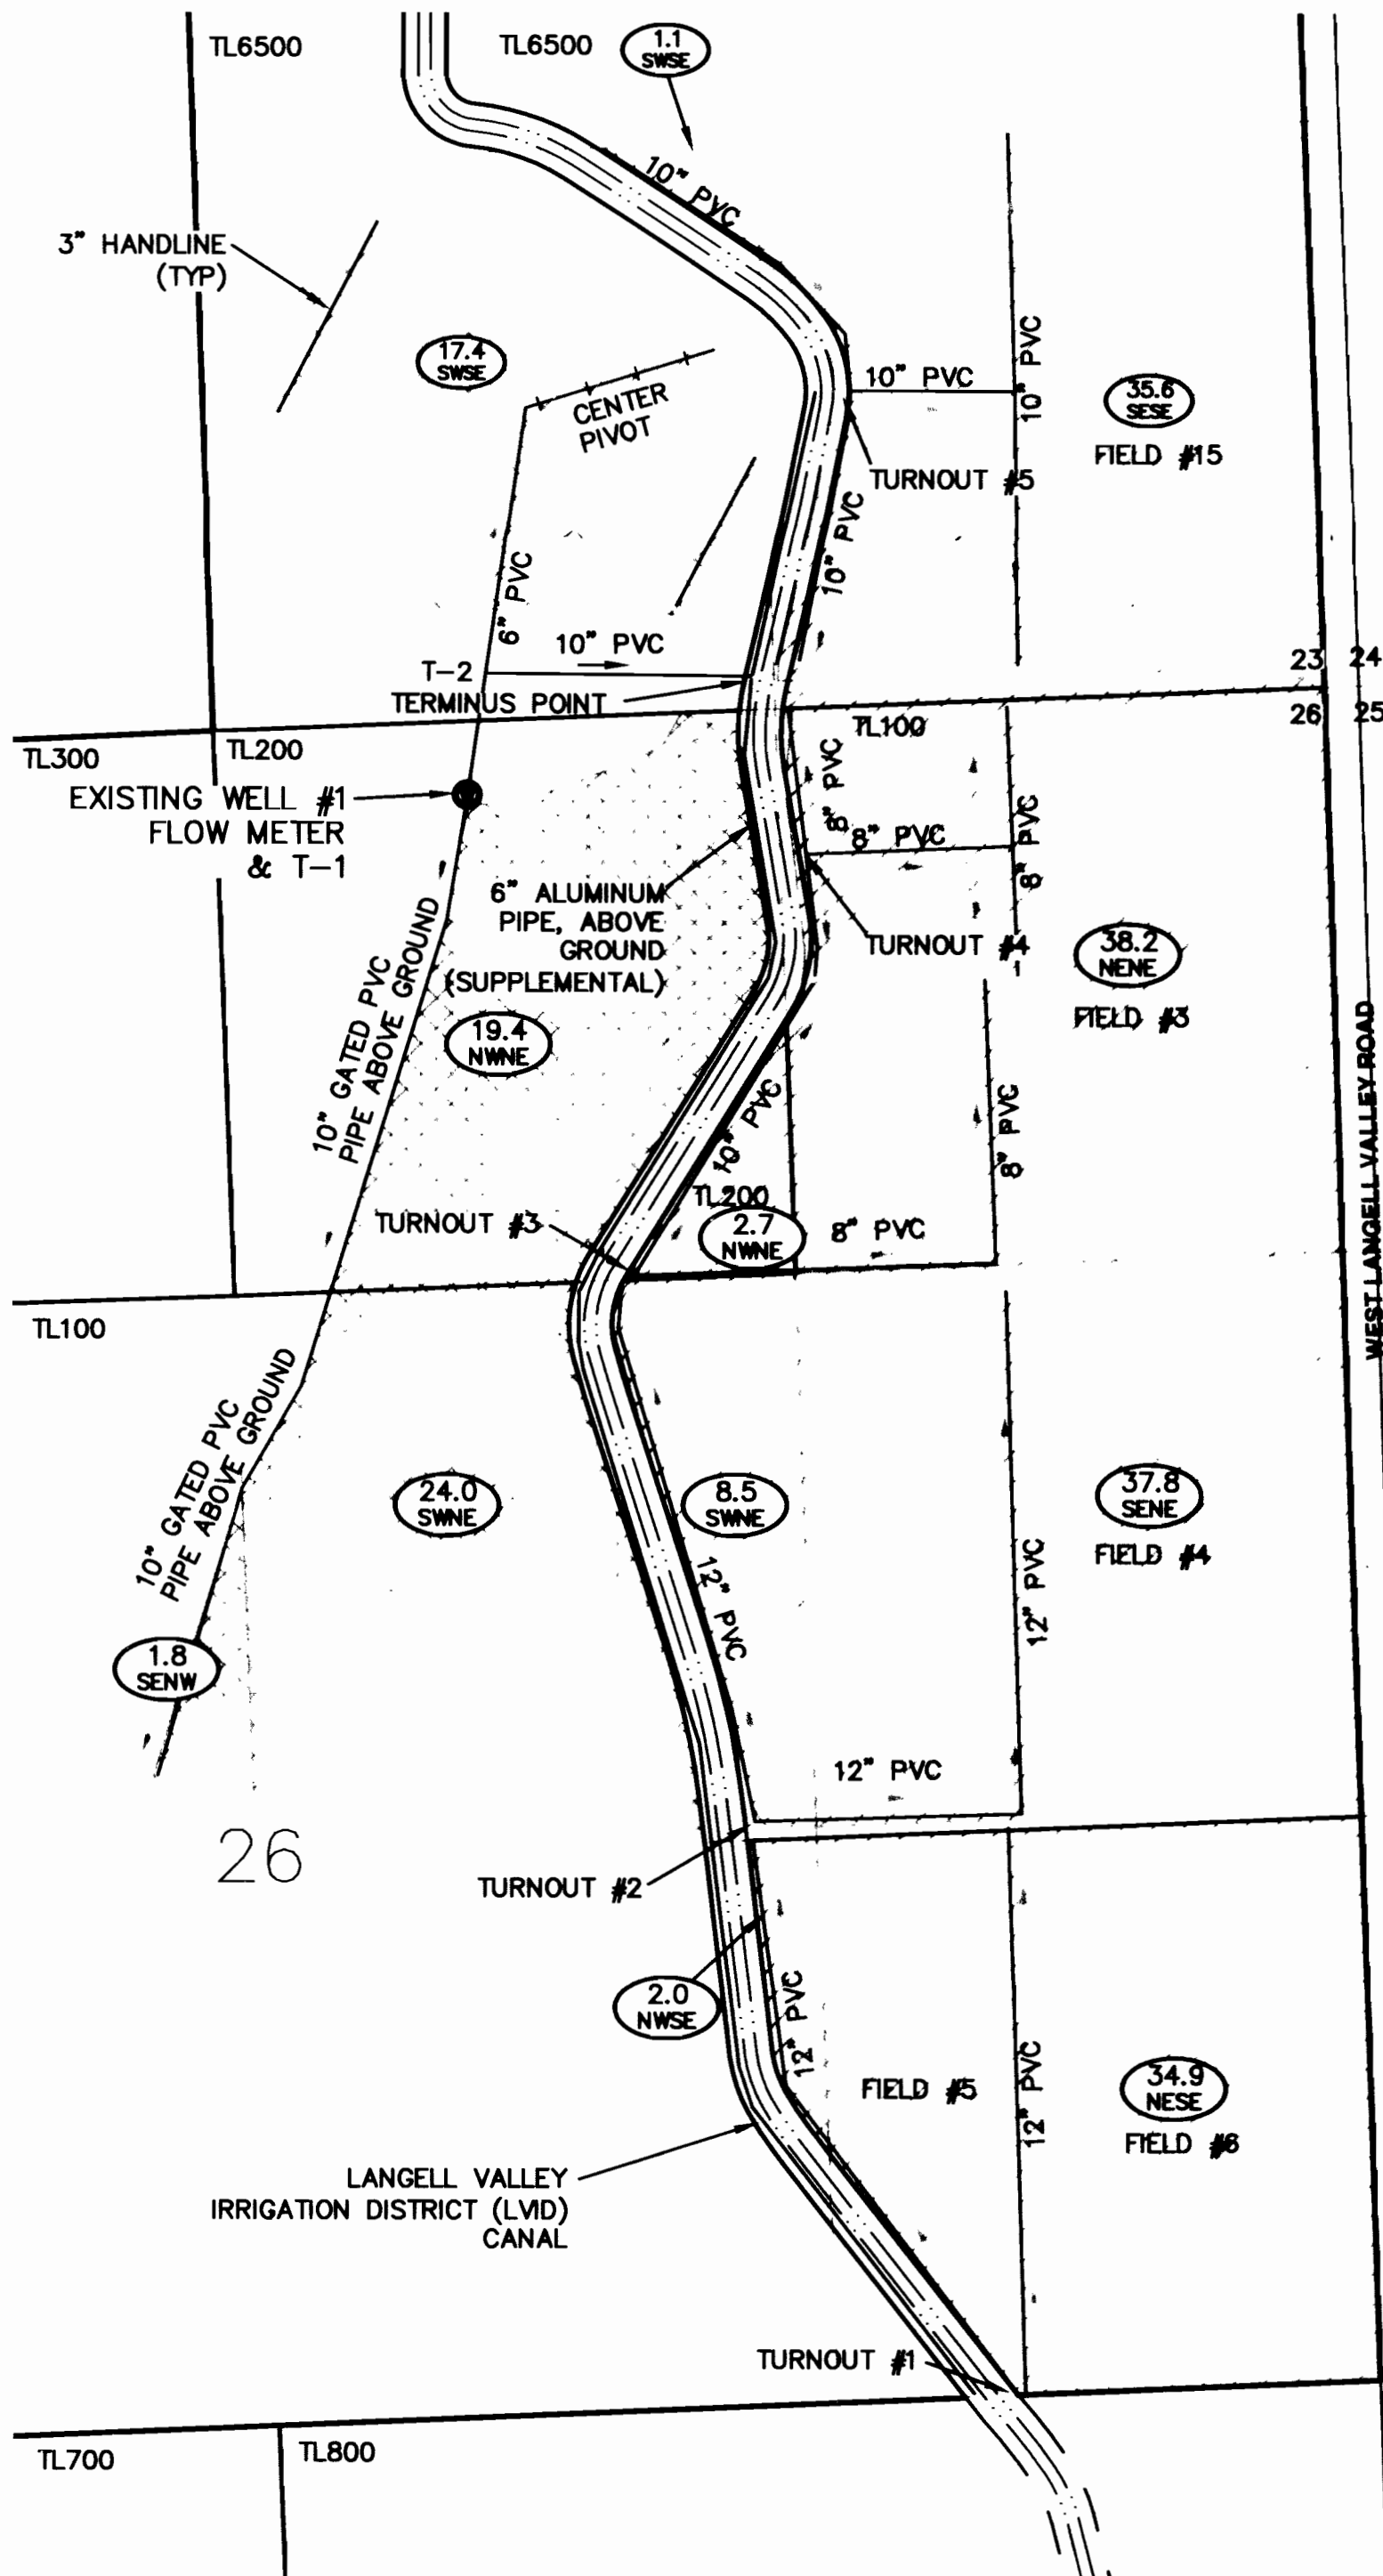 TL6500
TL6500
1.1
SWSE
10" PVC
3" HANDLINE
(TYP)
17.4
SWSE
CENTER
PIVOT
10" PVC
10" PVC
35.6
SESE
FIELD #15
TURNOUT #5
10" PVC
6" PVC
10" PVC
T-2
TERMINUS POINT
23
24
26
25
TL300
TL200
TL100
EXISTING WELL #1
FLOW METER
& T-1
8" PVC
8" PVC
8" PVC
6" ALUMINUM
PIPE, ABOVE
GROUND
(SUPPLEMENTAL)
TURNOUT #4
38.2
NENE
FIELD #3
10" GATED PVC
PIPE ABOVE GROUND
19.4
NWNE
WEST LANGELL VALLEY ROAD
10" PVC
8" PVC
TL200
2.7
NWNE
8" PVC
TURNOUT #3
TL100
10" GATED PVC
PIPE ABOVE GROUND
24.0
SWNE
8.5
SWNE
37.8
SENE
FIELD #4
12" PVC
12" PVC
1.8
SENW
12" PVC
26
TURNOUT #2
2.0
NWSE
12" PVC
FIELD #5
12" PVC
34.9
NESE
FIELD #6
LANGELL VALLEY
IRRIGATION DISTRICT (LVID)
CANAL
TURNOUT #1
TL700
TL800